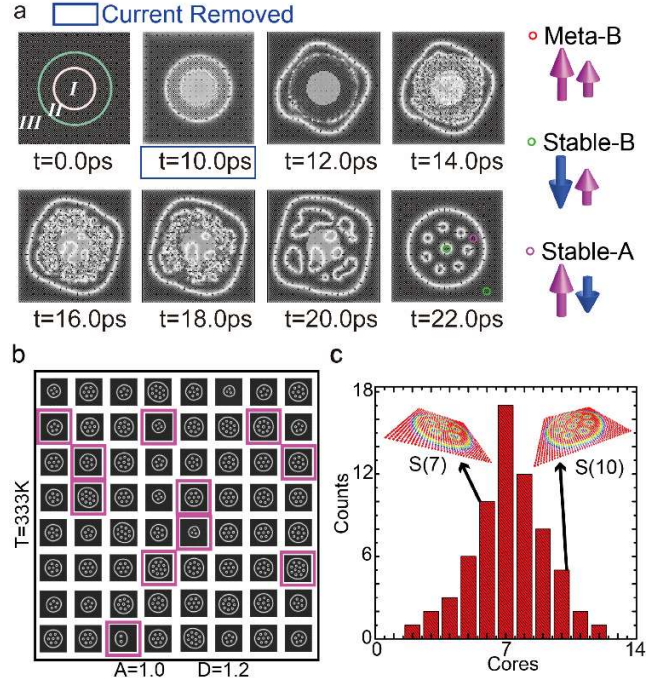 a
Current Removed
I
II
III
t=0.0ps
t=10.0ps
t=12.0ps
t=14.0ps
t=16.0ps
t=18.0ps
t=20.0ps
t=22.0ps
Meta-B
Stable-B
Stable-A
b
T=333K
A=1.0 D=1.2
c
18
12
6
0
Counts
S(7)
S(10)
0 7 14
Cores